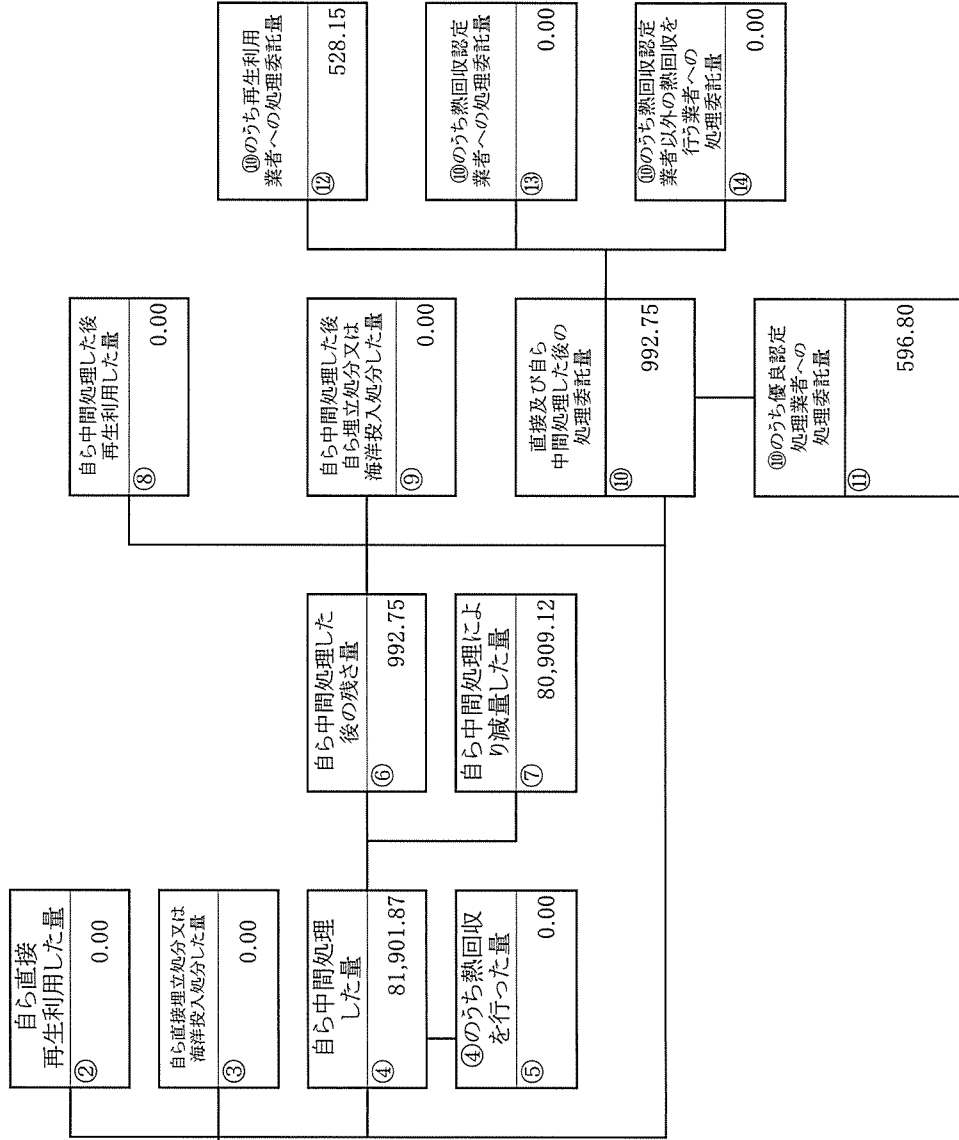 自ら直接
再生利用した量
②
0.00
自ら直接埋立処分又は
海洋投入処分した量
③
0.00
自ら中間処理
した量
④
81,901.87
④のうち熱回収
を行った量
⑤
0.00
自ら中間処理した
後の残さ量
⑥
992.75
自ら中間処理によ
り減量した量
⑦
80,909.12
自ら中間処理した後
再生利用した量
⑧
0.00
自ら中間処理した後
自ら埋立処分又は
海洋投入処分した量
⑨
0.00
直接及び自ら
中間処理した後の
処理委託量
⑩
992.75
⑩のうち優良認定
処理業者への
処理委託量
⑪
596.80
⑩のうち再生利用
業者への処理委託量
⑫
528.15
⑩のうち熱回収認定
業者への処理委託量
⑬
0.00
⑩のうち熱回収認定
業者以外の熱回収を
行う業者への
処理委託量
⑭
0.00